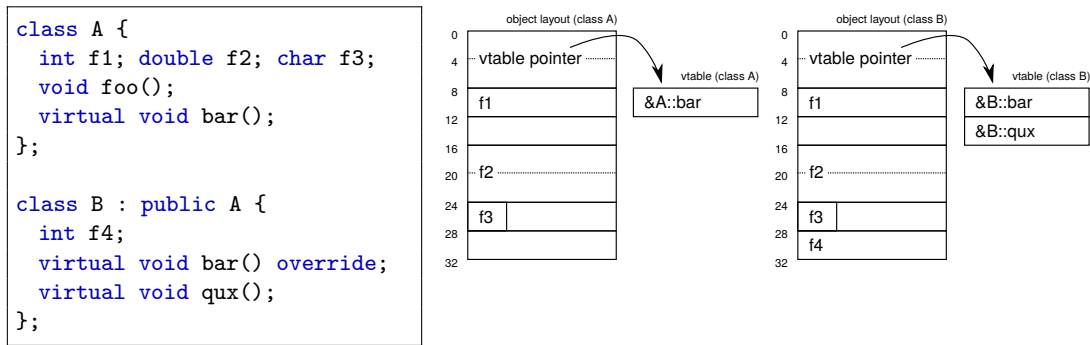 class A {
int f1; double f2; char f3;
void foo();
virtual void bar();
};
class B : public A {
int f4;
virtual void bar() override;
virtual void qux();
};
object layout (class A)
0
vtable pointer
4
vtable (class A)
8
f1
&A::bar
12
16
f2
20
24
f3
28
32
object layout (class B)
0
vtable pointer
4
vtable (class B)
8
f1
&B::bar
12
&B::qux
16
f2
20
24
f3
28
f4
32